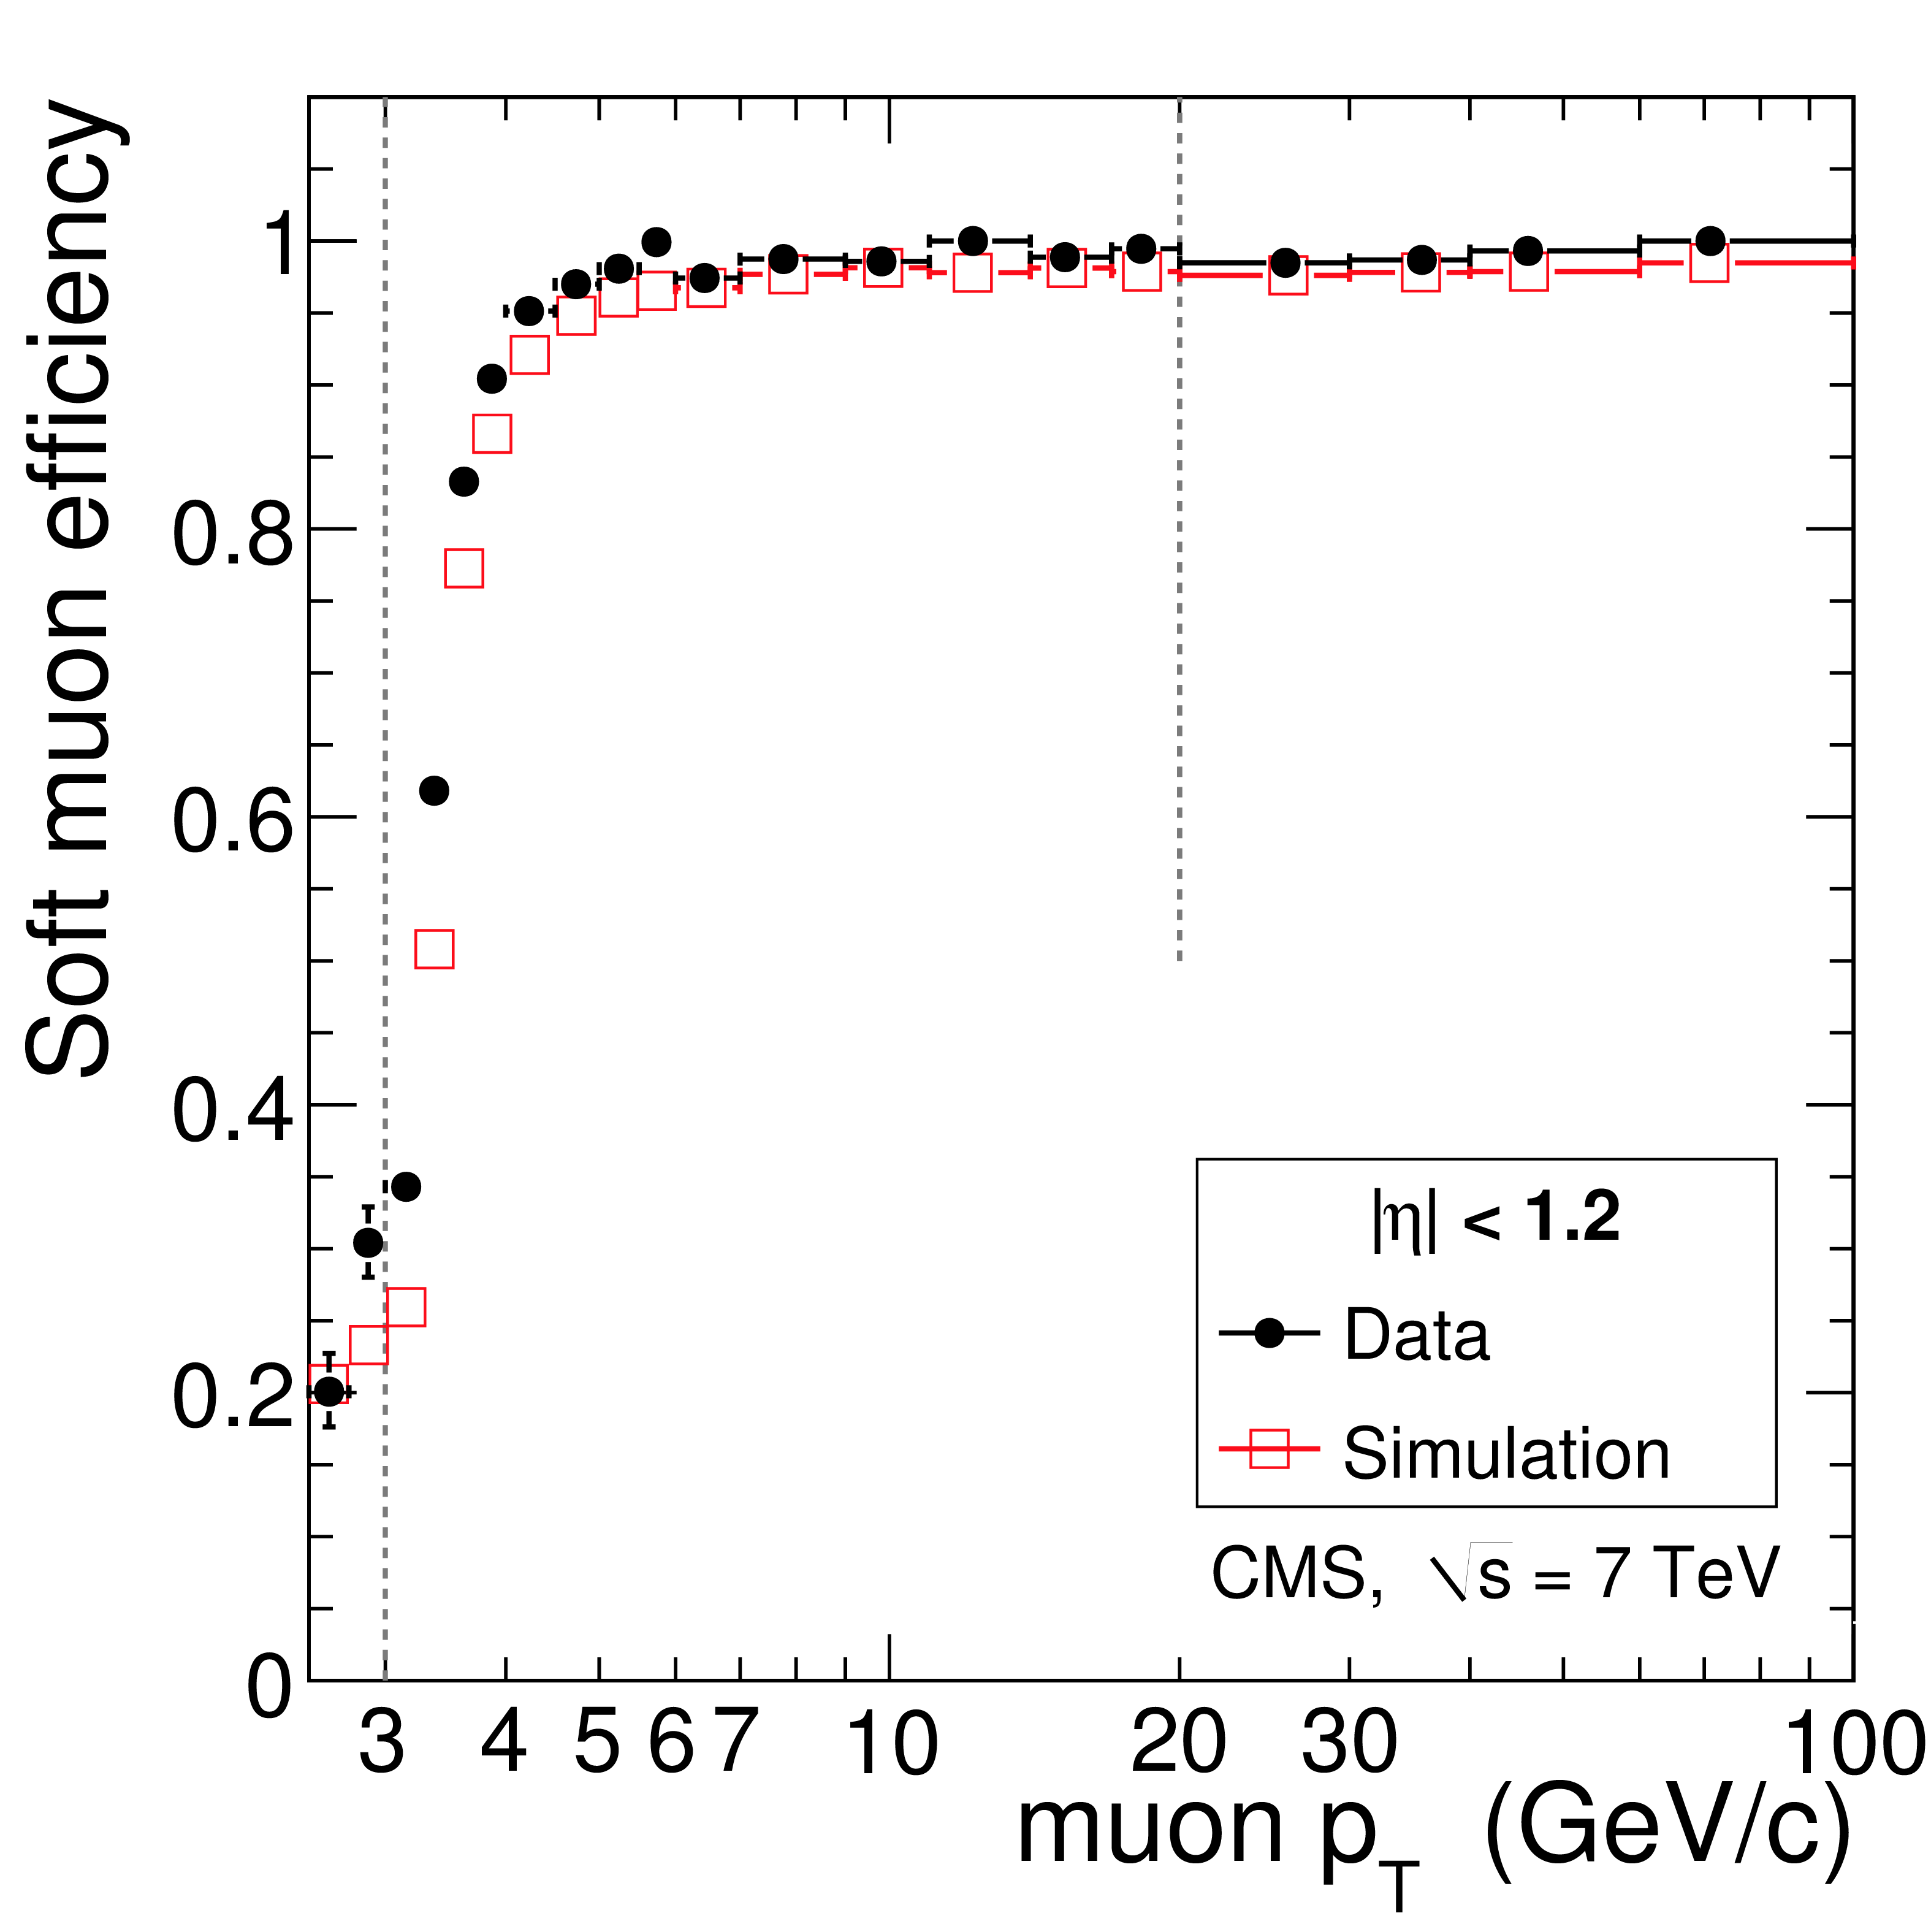 Soft muon efficiency
1
0.8
0.6
0.4
0.2
0
|η| < 1.2
Data
Simulation
CMS, √s = 7 TeV
3 4 5 6 7 10 20 30 100
muon p_T (GeV/c)